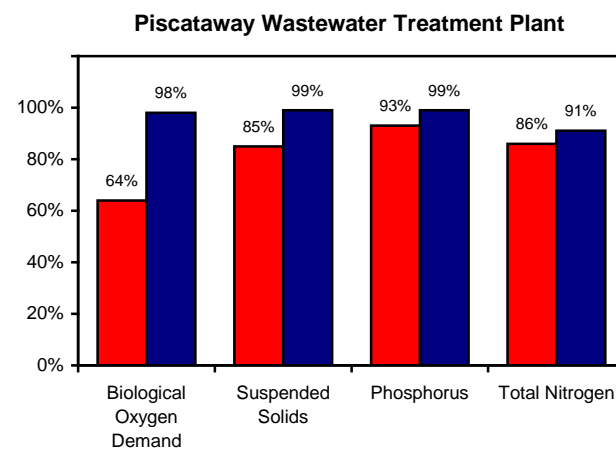 Piscataway Wastewater Treatment Plant
98%
99%
93%
99%
100%
85%
86%
91%
80%
64%
60%
40%
20%
0%
Biological
Oxygen
Demand
Suspended
Solids
Phosphorus
Total Nitrogen